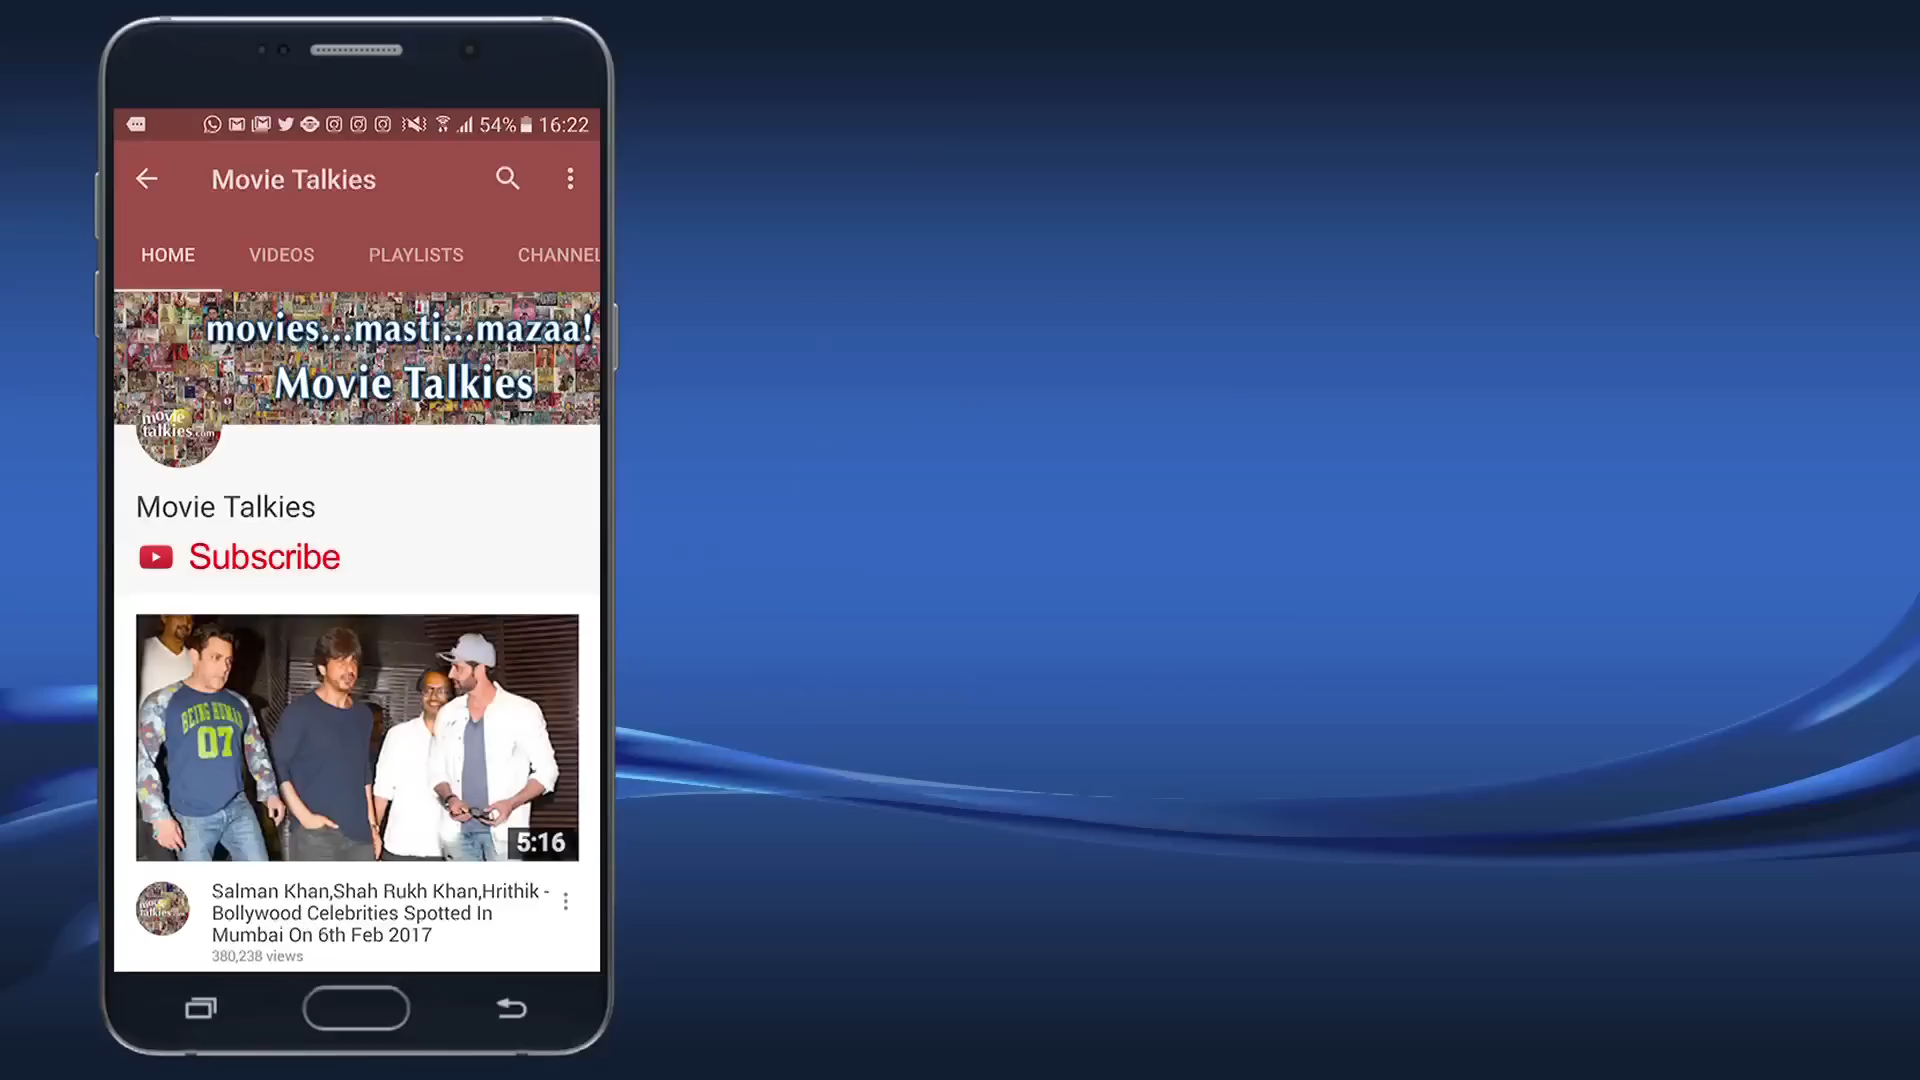 54% 16:22
Movie Talkies
HOME VIDEOS PLAYLISTS CHANNEL
movies...masti...mazaa!
Movie Talkies
movie
talkies.com
Movie Talkies
Subscribe
BEING HUMAN
07
5:16
movie
talkies
Salman Khan,Shah Rukh Khan,Hrithik -
Bollywood Celebrities Spotted In
Mumbai On 6th Feb 2017
380,238 views